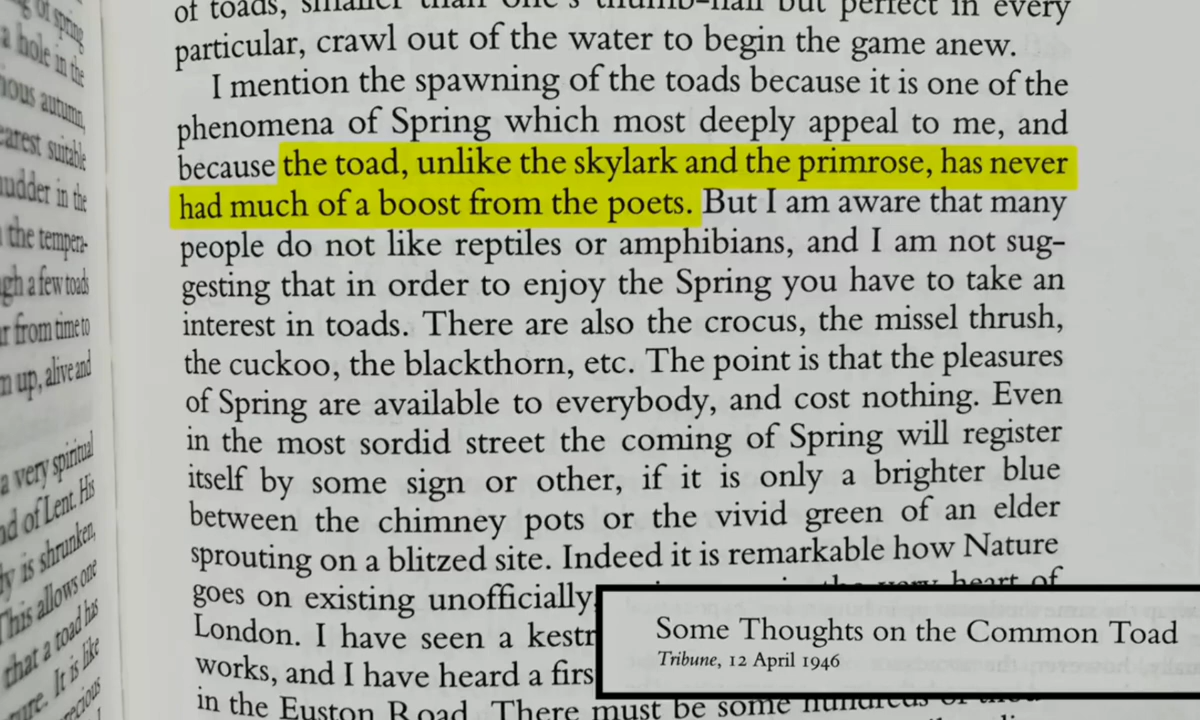 of spring
a hole in the
autumn,
suitable
in the
the tempera-
gh a few toads
r from time to
m up, alive and
a very spiritual
nd of Lent. His
is shrunken,
This allows one
that a toad has
It is like
of toads, smaller than one's thumb-nail but perfect in every
particular, crawl out of the water to begin the game anew.
I mention the spawning of the toads because it is one of the
phenomena of Spring which most deeply appeal to me, and
because the toad, unlike the skylark and the primrose, has never
had much of a boost from the poets. But I am aware that many
people do not like reptiles or amphibians, and I am not sug-
gesting that in order to enjoy the Spring you have to take an
interest in toads. There are also the crocus, the missel thrush,
the cuckoo, the blackthorn, etc. The point is that the pleasures
of Spring are available to everybody, and cost nothing. Even
in the most sordid street the coming of Spring will register
itself by some sign or other, if it is only a brighter blue
between the chimney pots or the vivid green of an elder
sprouting on a blitzed site. Indeed it is remarkable how Nature
goes on existing unofficially, heart of
London. I have seen a kestr
works, and I have heard a firs
in the Euston Road. There must be some
Some Thoughts on the Common Toad
Tribune, 12 April 1946